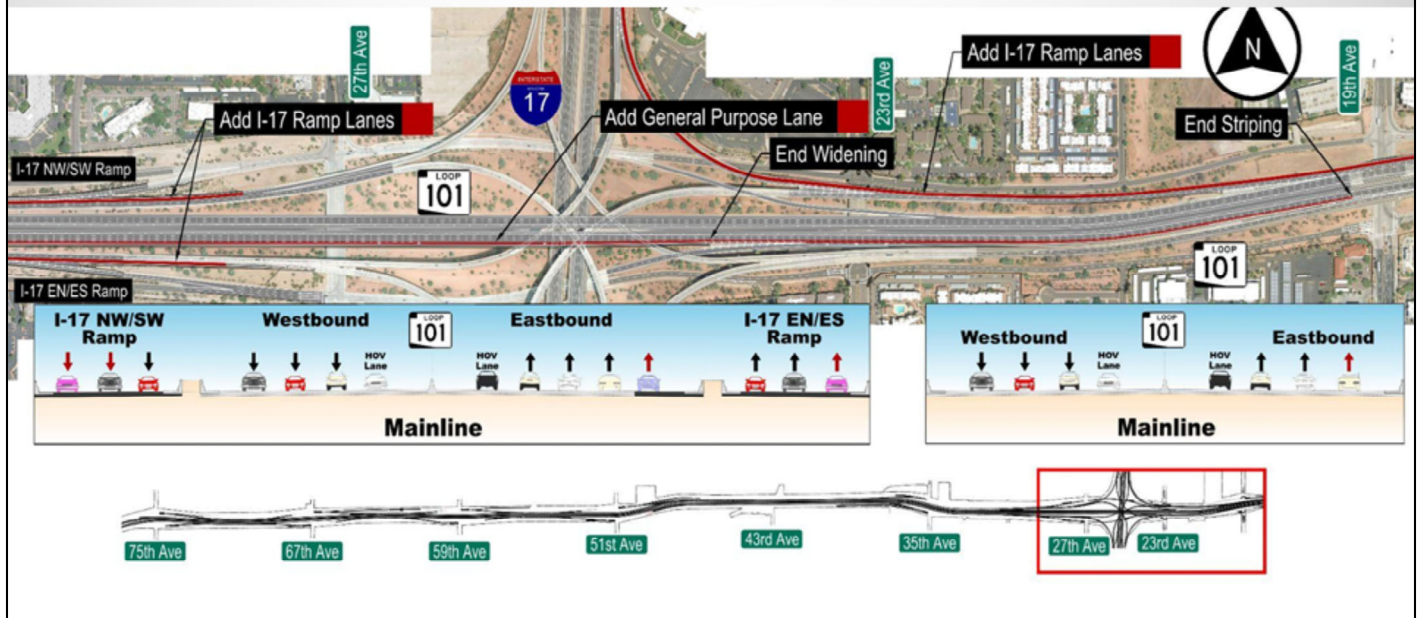 27th Ave
INTERSTATE
17
Add I-17 Ramp Lanes
N
19th Ave
23rd Ave
Add I-17 Ramp Lanes
Add General Purpose Lane
End Striping
End Widening
I-17 NW/SW Ramp
LOOP
101
LOOP
101
I-17 EN/ES Ramp
I-17 NW/SW
Ramp
Westbound
LOOP
101
Eastbound
I-17 EN/ES
Ramp
HOV
Lane
HOV
Lane
Mainline
Westbound
LOOP
101
Eastbound
HOV
Lane
HOV
Lane
Mainline
75th Ave
67th Ave
59th Ave
51st Ave
43rd Ave
35th Ave
27th Ave
23rd Ave